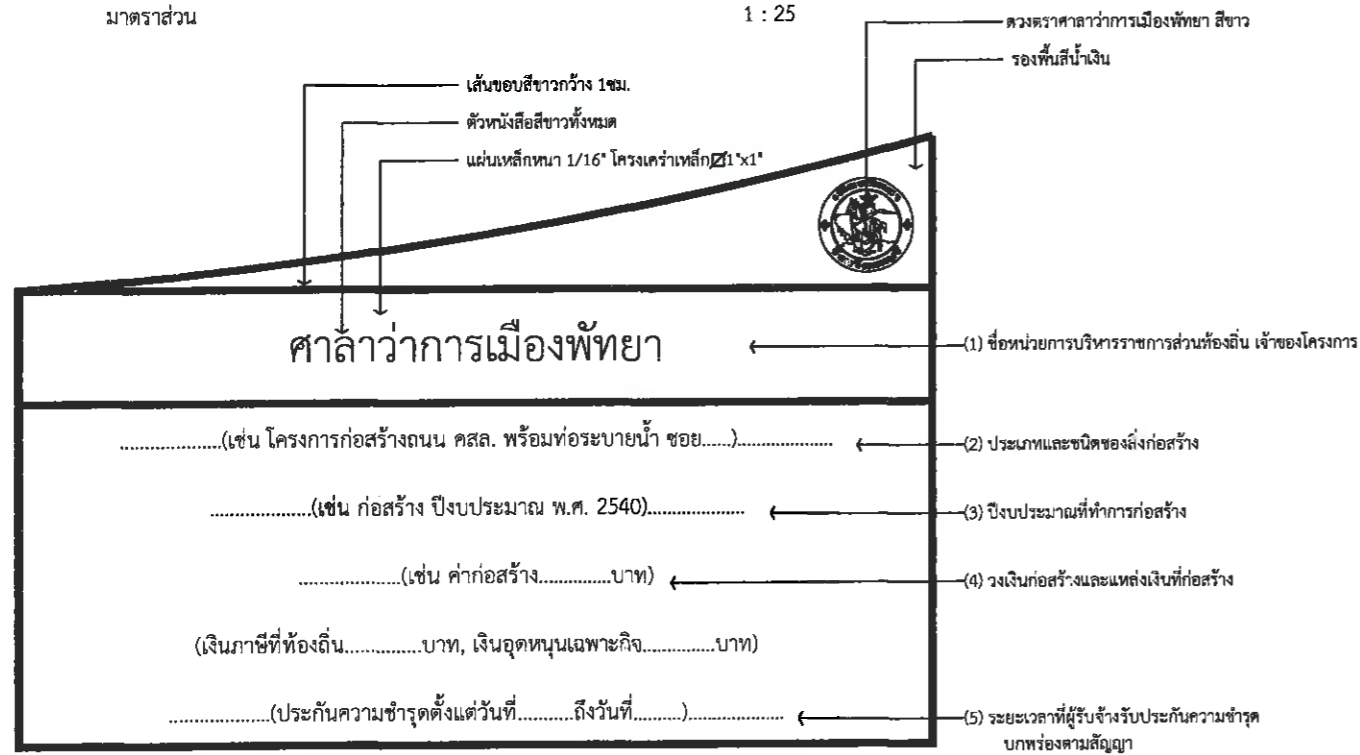 มาตราส่วน 1 : 25
ดวงตราศาลาว่าการเมืองพัทยา สีขาว
รองพื้นสีน้ำเงิน
เส้นขอบสีขาวกว้าง 1ซม.
ตัวหนังสือสีขาวทั้งหมด
แผ่นเหล็กหนา 1/16" โครงเคร่าเหล็ก 1"x1"
ศาลาว่าการเมืองพัทยา
(1) ชื่อหน่วยการบริหารราชการส่วนท้องถิ่น เจ้าของโครงการ
....................(เช่น โครงการก่อสร้างถนน คสล. พร้อมท่อระบายน้ำ ซอย......)...................
(2) ประเภทและชนิดของสิ่งก่อสร้าง
....................(เช่น ก่อสร้าง ปีงบประมาณ พ.ศ. 2540)...................
(3) ปีงบประมาณที่ทำการก่อสร้าง
....................(เช่น ค่าก่อสร้าง..............บาท)
(4) วงเงินก่อสร้างและแหล่งเงินที่ก่อสร้าง
(เงินภาษีที่ท้องถิ่น...............บาท, เงินอุดหนุนเฉพาะกิจ..............บาท)
....................(ประกันความชำรุดตั้งแต่วันที่..........ถึงวันที่.........)...................
(5) ระยะเวลาที่ผู้รับจ้างรับประกันความชำรุด
บกพร่องตามสัญญา